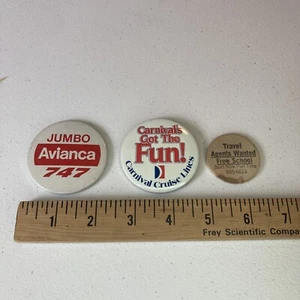 JUMBO
Avianca
747
Carnival's
Got The
Fun!
Carnival Cruise Lines
Travel
Agents Wanted
Free School
1 2 3 4 5 6 7 8
Frey Scientific Compa